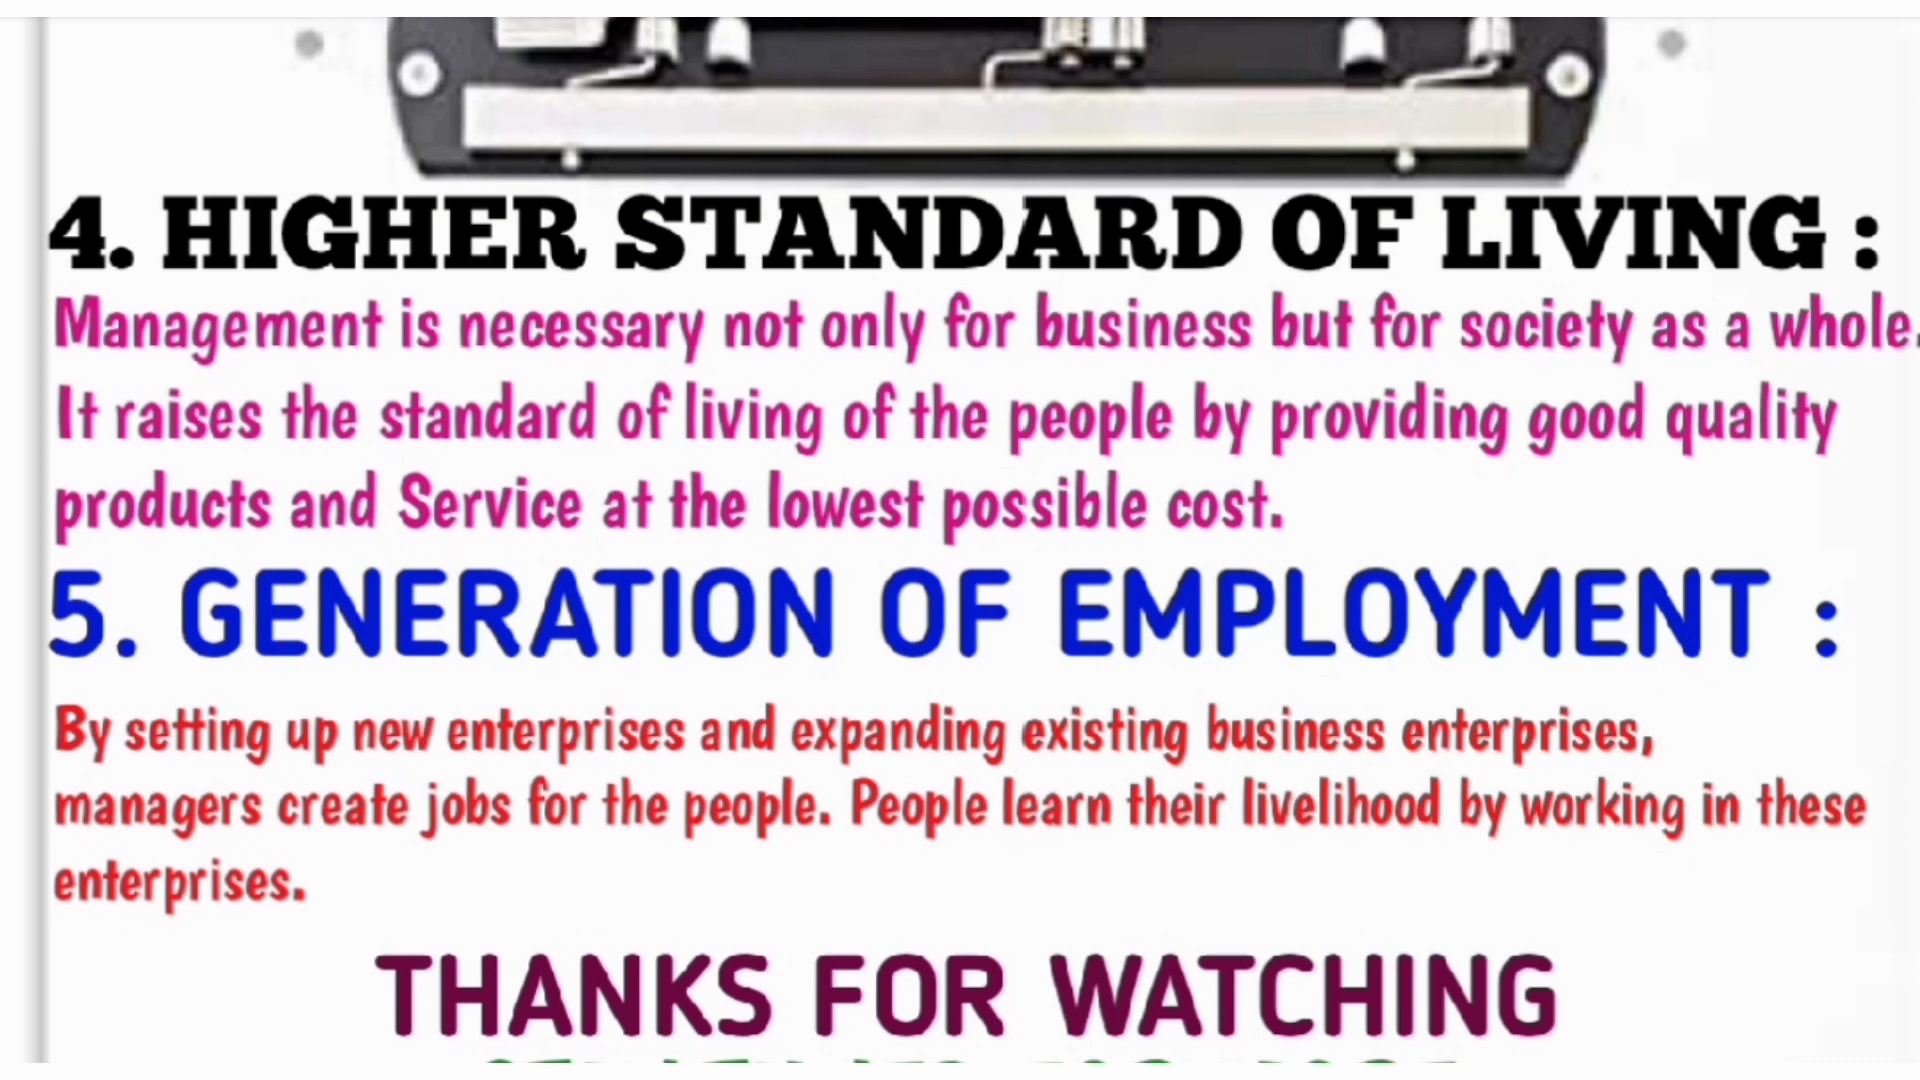 4. HIGHER STANDARD OF LIVING :
Management is necessary not only for business but for society as a whole.
It raises the standard of living of the people by providing good quality
products and Service at the lowest possible cost.
5. GENERATION OF EMPLOYMENT :
By setting up new enterprises and expanding existing business enterprises,
managers create jobs for the people. People learn their livelihood by working in these
enterprises.
THANKS FOR WATCHING